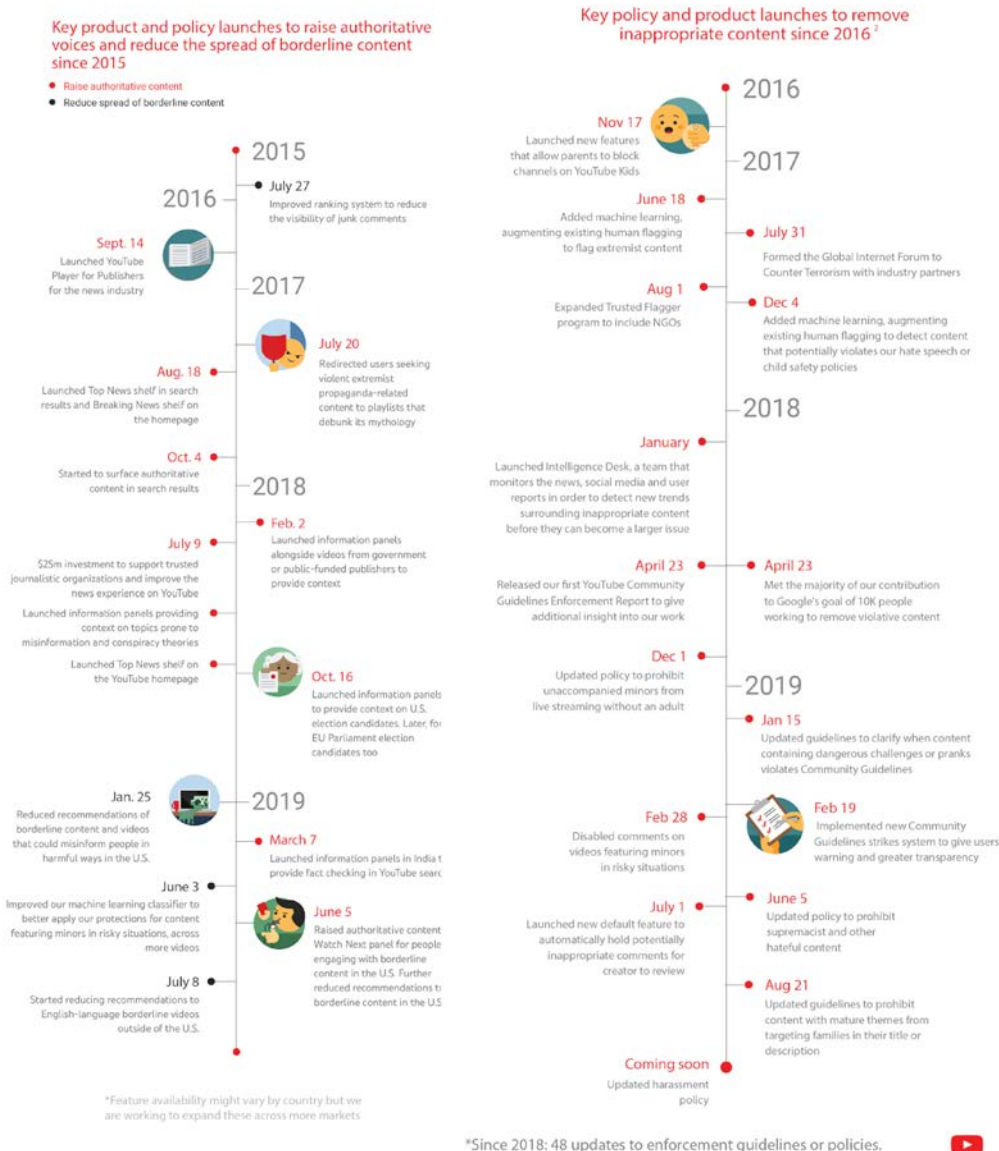 Key product and policy launches to raise authoritative
voices and reduce the spread of borderline content
since 2015
Raise authoritative content
Reduce spread of borderline content
2015
July 27
Improved ranking system to reduce
the visibility of junk comments
2016
Sept. 14
Launched YouTube
Player for Publishers
for the news industry
2017
July 20
Redirected users seeking
violent extremist
propaganda-related
content to playlists that
debunk its mythology
Aug. 18
Launched Top News shelf in search
results and Breaking News shelf on
the homepage
Oct. 4
Started to surface authoritative
content in search results
2018
Feb. 2
Launched information panels
alongside videos from government
or public-funded publishers to
provide context
July 9
$25m investment to support trusted
journalistic organizations and improve the
news experience on YouTube
Launched information panels providing
context on topics prone to
misinformation and conspiracy theories
Launched Top News shelf on
the YouTube homepage
Oct. 16
Launched information panels
to provide context on U.S.
election candidates. Later, for
EU Parliament election
candidates too
Jan. 25
Reduced recommendations of
borderline content and videos
that could misinform people in
harmful ways in the U.S.
2019
March 7
Launched information panels in India t
provide fact checking in YouTube searc
June 3
Improved our machine learning classifier to
better apply our protections for content
featuring minors in risky situations, across
more videos
June 5
Raised authoritative content
Watch Next panel for people
engaging with borderline
content in the U.S. Further
reduced recommendations t
borderline content in the U.S
July 8
Started reducing recommendations to
English-language borderline videos
outside of the U.S.
*Feature availability might vary by country but we
are working to expand these across more markets
Key policy and product launches to remove
inappropriate content since 2016 2
2016
Nov 17
Launched new features
that allow parents to block
channels on YouTube Kids
2017
June 18
Added machine learning,
augmenting existing human flagging
to flag extremist content
July 31
Formed the Global Internet Forum to
Counter Terrorism with industry partners
Aug 1
Expanded Trusted Flagger
program to include NGOs
Dec 4
Added machine learning, augmenting
existing human flagging to detect content
that potentially violates our hate speech or
child safety policies
2018
January
Launched Intelligence Desk, a team that
monitors the news, social media and user
reports in order to detect new trends
surrounding inappropriate content
before they can become a larger issue
April 23
Released our first YouTube Community
Guidelines Enforcement Report to give
additional insight into our work
April 23
Met the majority of our contribution
to Google's goal of 10K people
working to remove violative content
Dec 1
Updated policy to prohibit
unaccompanied minors from
live streaming without an adult
2019
Jan 15
Updated guidelines to clarify when content
containing dangerous challenges or pranks
violates Community Guidelines
Feb 19
Implemented new Community
Guidelines strikes system to give users
warning and greater transparency
Feb 28
Disabled comments on
videos featuring minors
in risky situations
June 5
Updated policy to prohibit
supremacist and other
hateful content
July 1
Launched new default feature to
automatically hold potentially
inappropriate comments for
creator to review
Aug 21
Updated guidelines to prohibit
content with mature themes from
targeting families in their title or
description
Coming soon
Updated harassment
policy
*Since 2018: 48 updates to enforcement guidelines or policies.